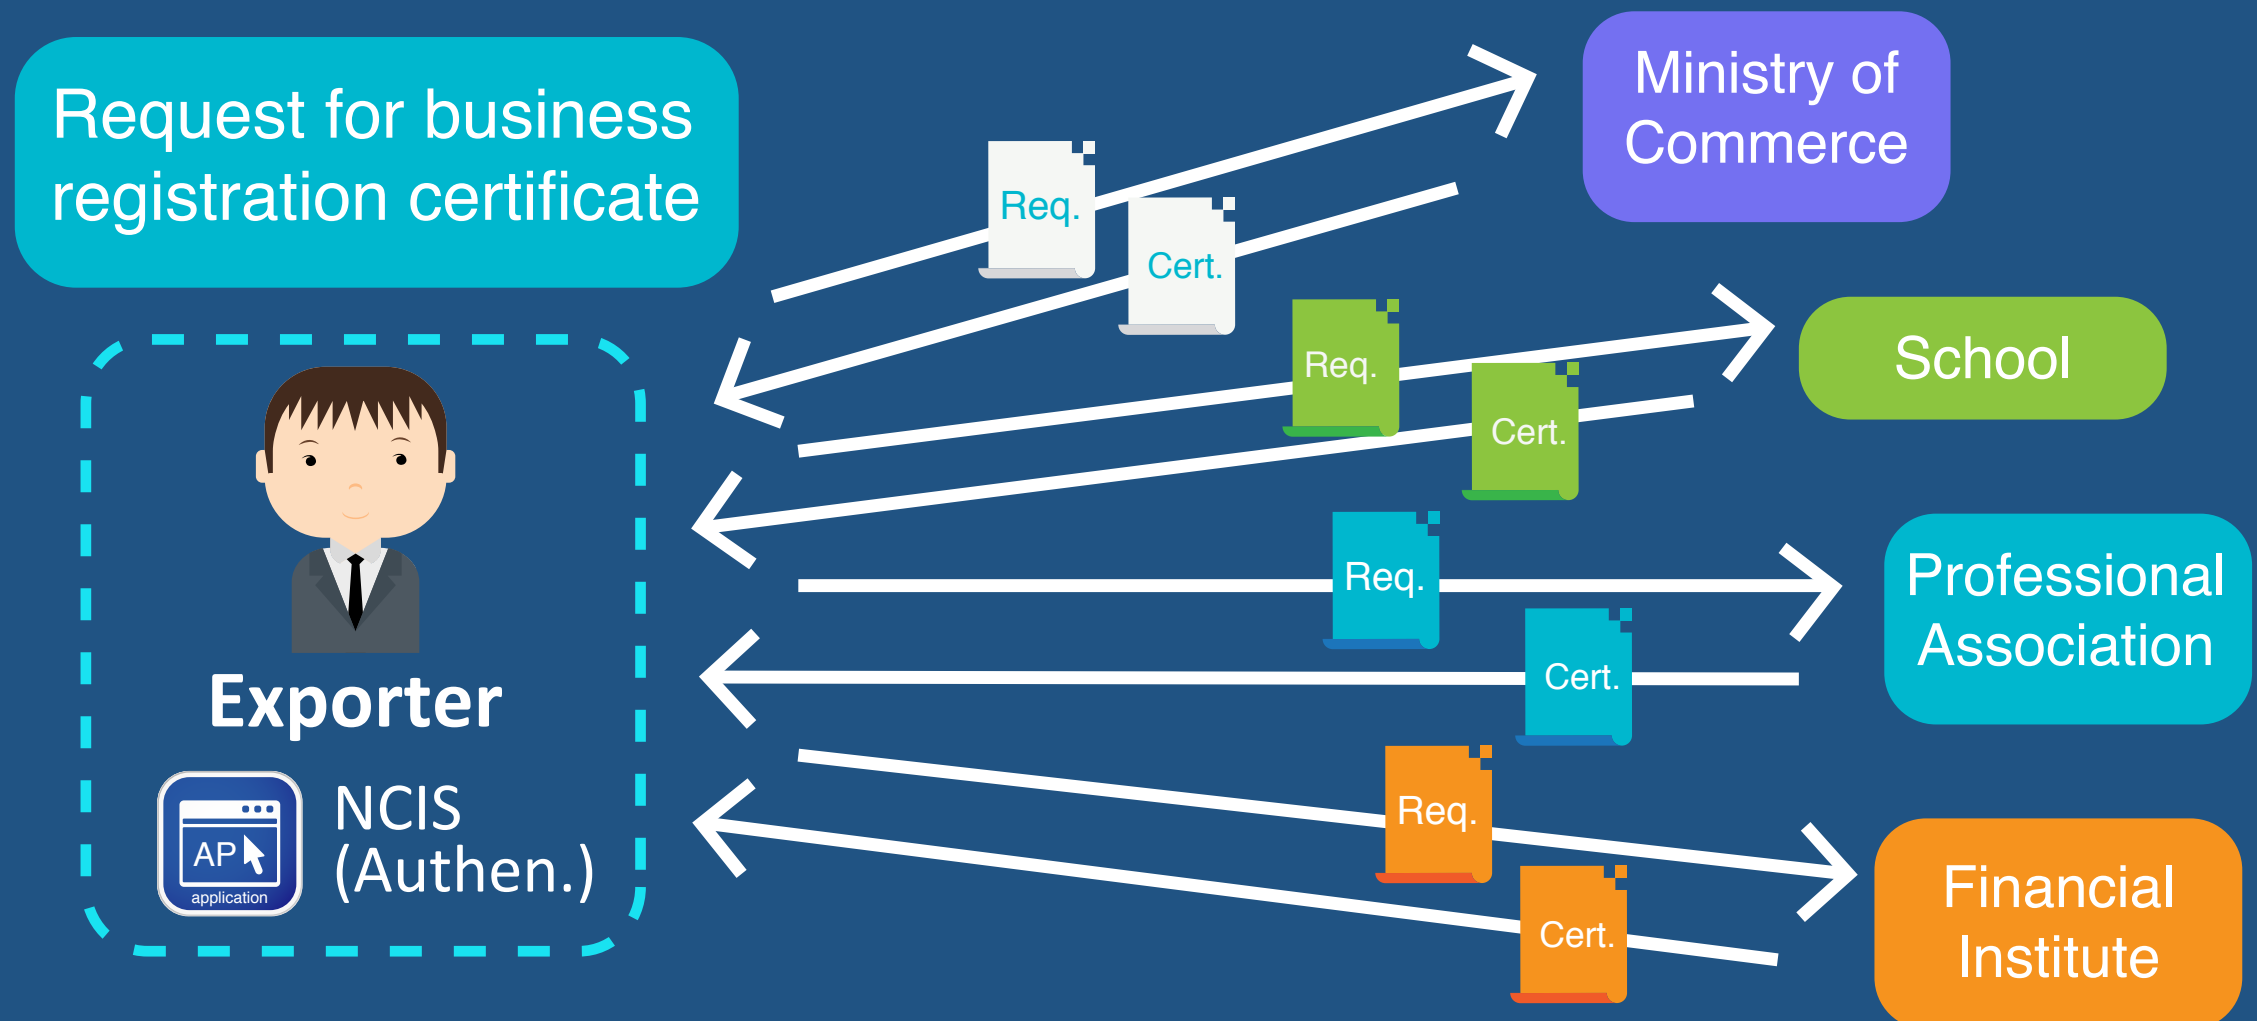 Request for business
registration certificate
Ministry of
Commerce
Req.
Cert.
School
Req.
Cert.
Professional
Association
Req.
Cert.
Financial
Institute
Req.
Cert.
Exporter
AP
application
NCIS
(Authen.)